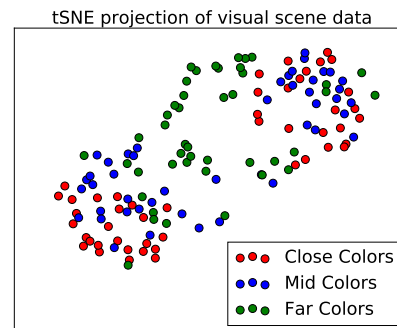 tSNE projection of visual scene data
Close Colors
Mid Colors
Far Colors